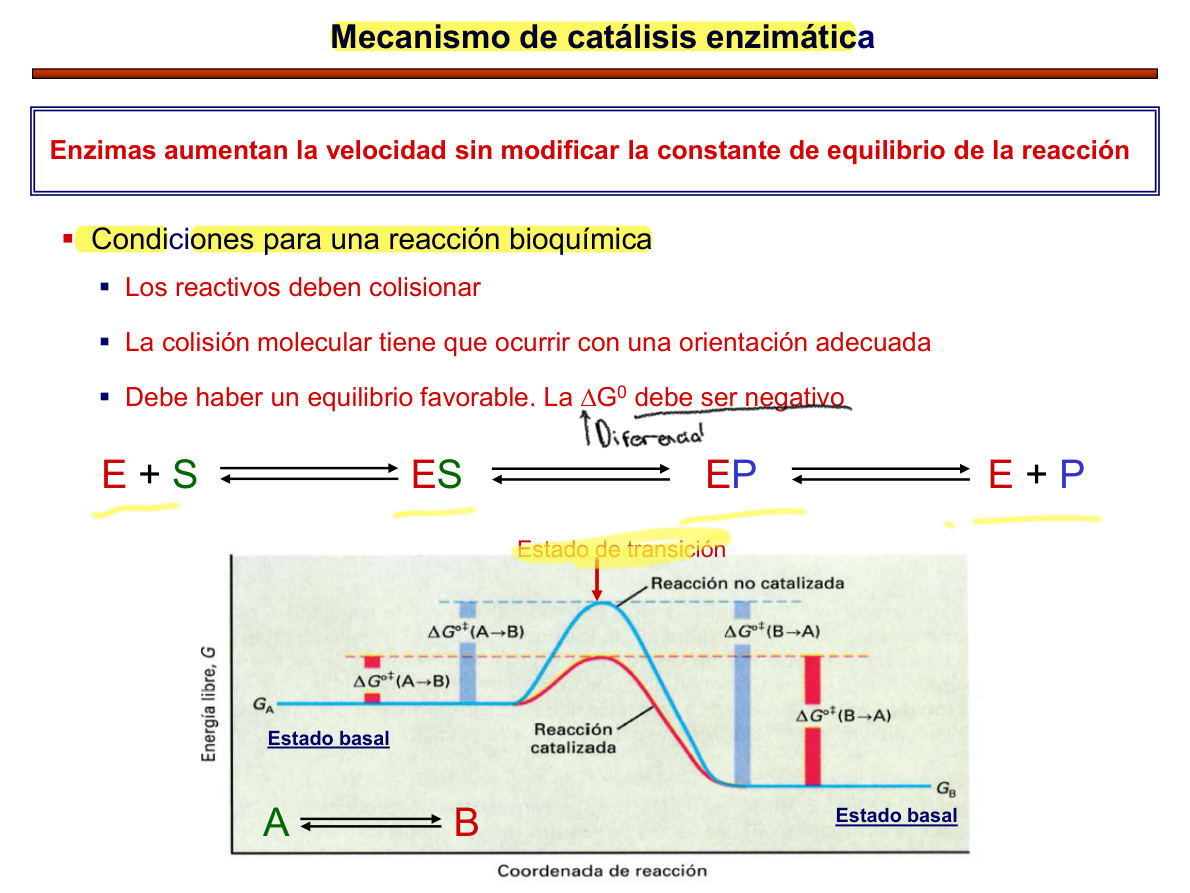 Mecanismo de catálisis enzimática
Enzimas aumentan la velocidad sin modificar la constante de equilibrio de la reacción
▪ Condiciones para una reacción bioquímica
▪ Los reactivos deben colisionar
▪ La colisión molecular tiene que ocurrir con una orientación adecuada
▪ Debe haber un equilibrio favorable. La ∆G⁰ debe ser negativo
Diferencial
E + S ⇌ ES ⇌ EP ⇌ E + P
Estado de transición
Reacción no catalizada
ΔG°‡(A→B)
ΔG°‡(B→A)
ΔG°‡(A→B)
G_A
ΔG°‡(B→A)
Reacción
catalizada
Estado basal
G_B
Estado basal
A ⇌ B
Energía libre, G
Coordenada de reacción